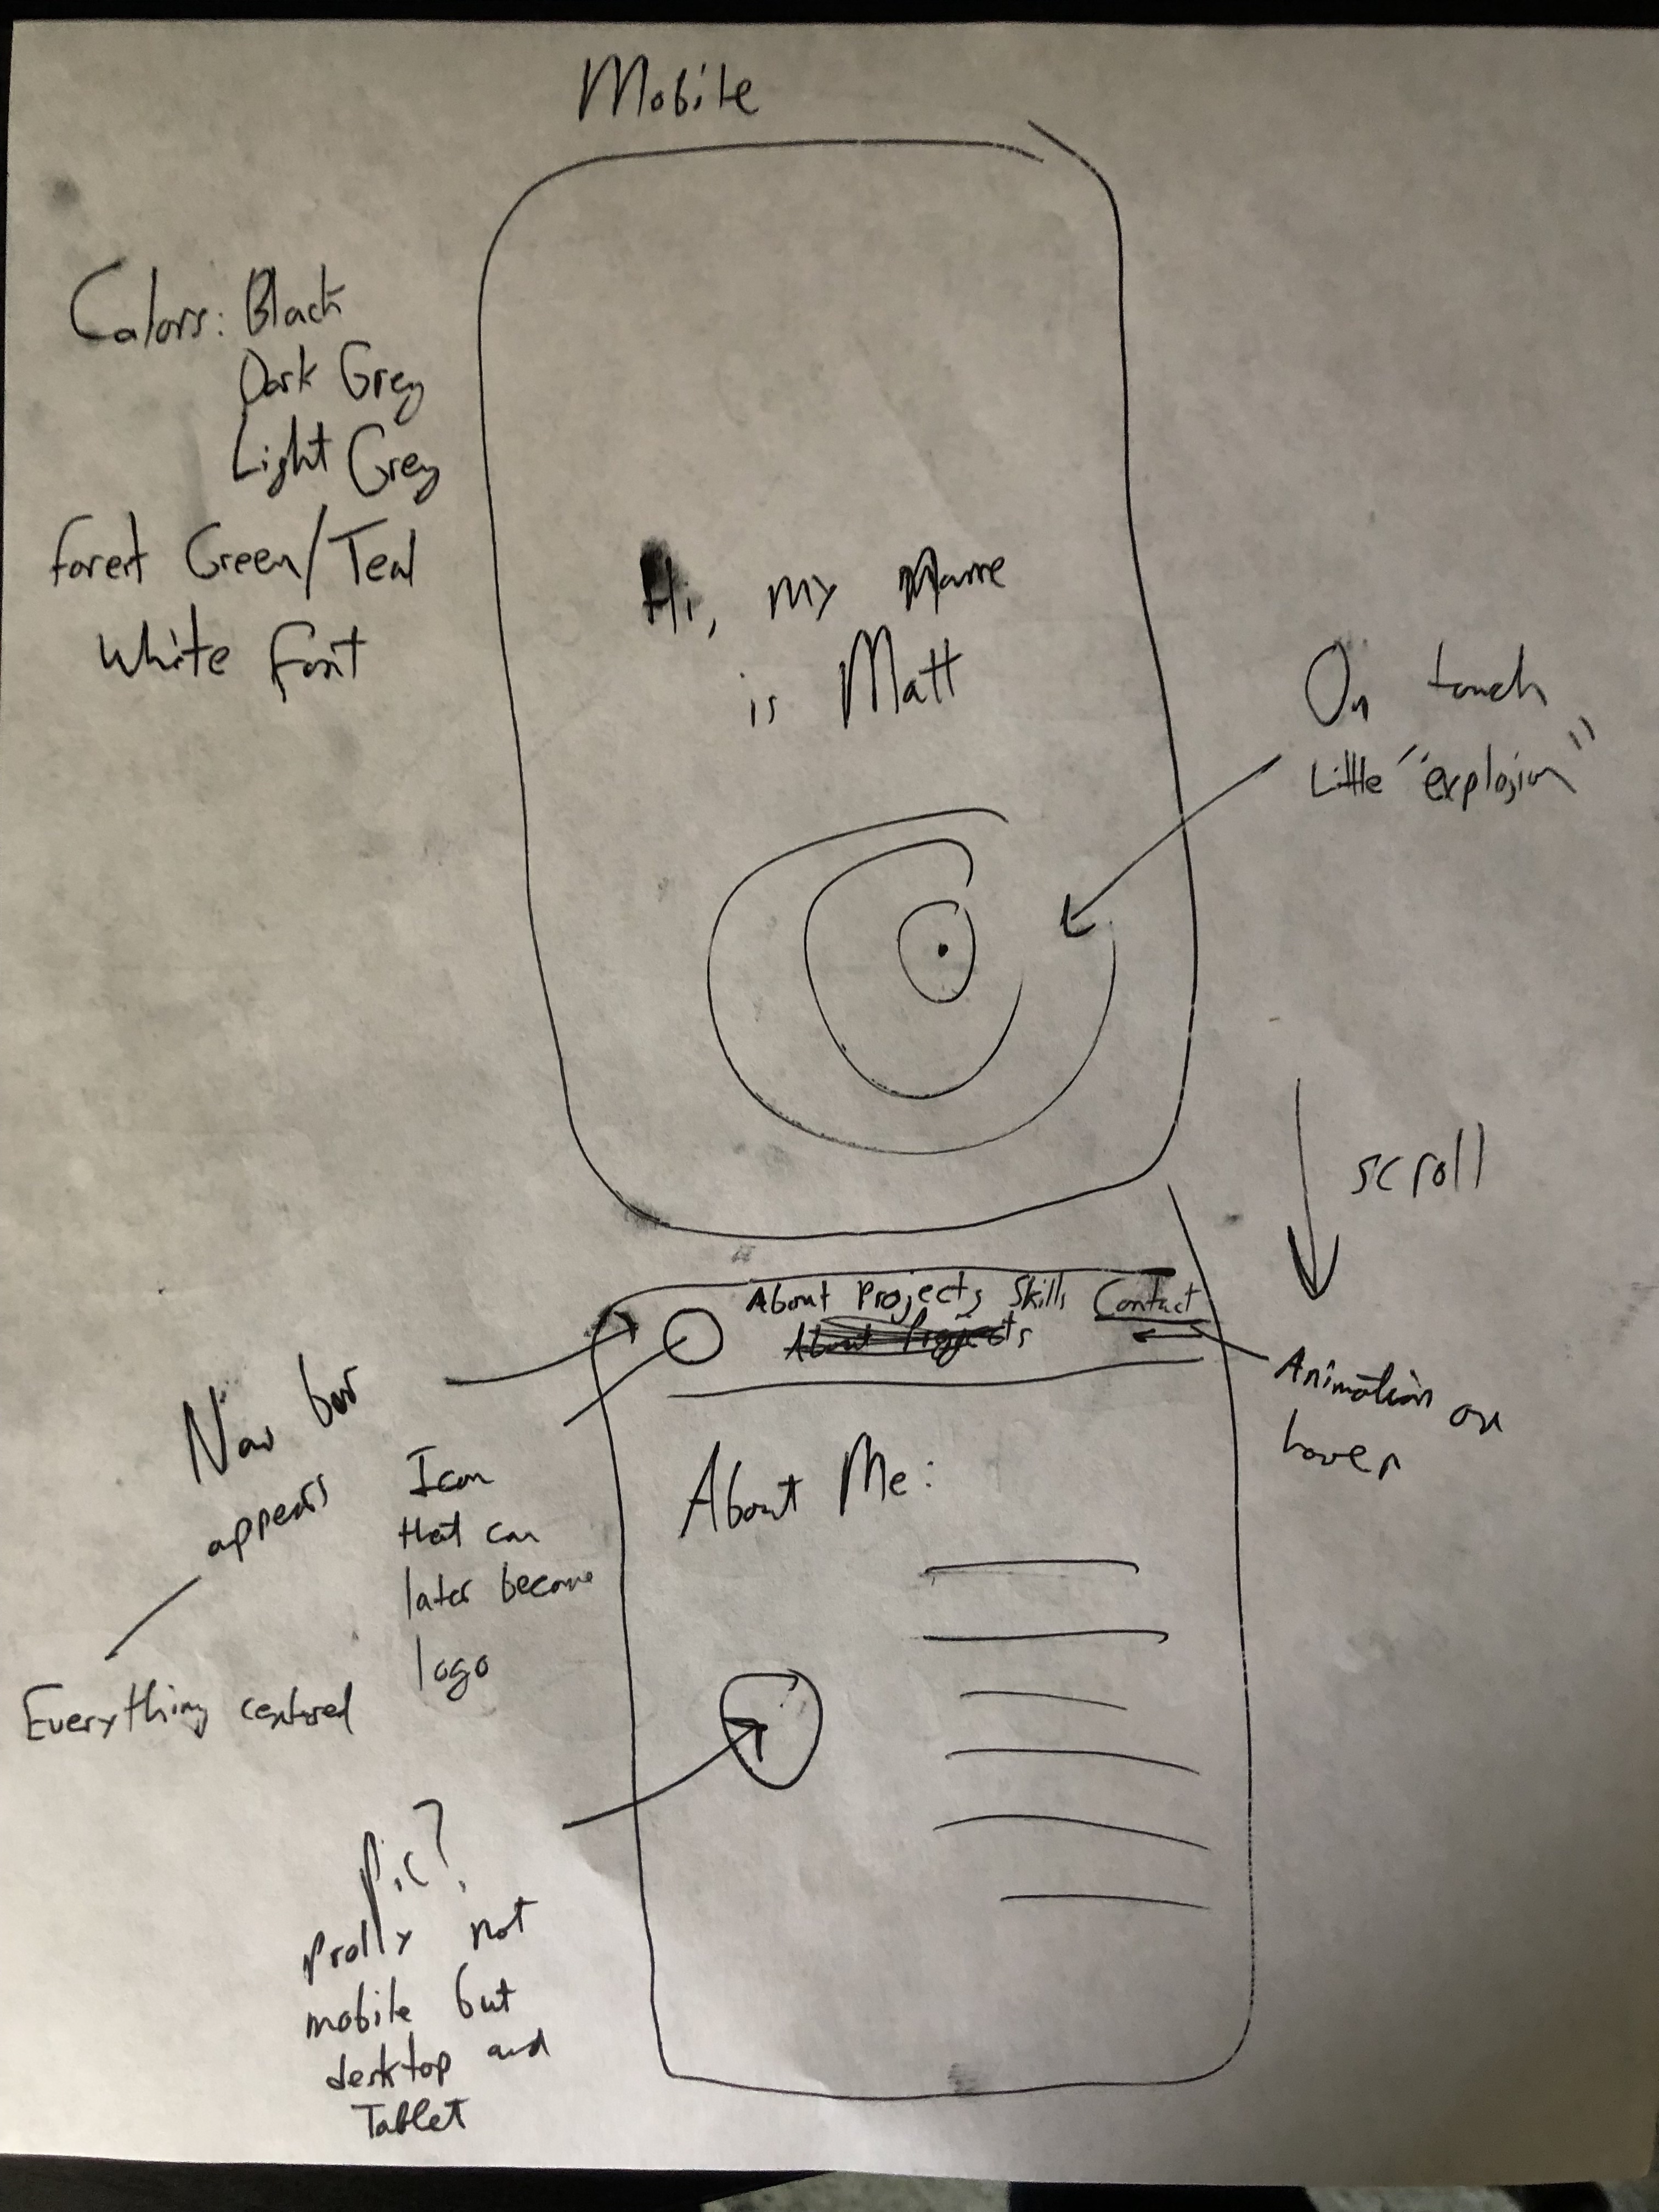 Mobile
Colors: Black
Dark Grey
Light Grey
Forest Green/Teal
White Font
Hi, my Name
is Matt
On touch
Little "explosion"
scroll
About Projects Skills Contact
About Projects
Animation on
hover
Nav bar
appears
Everything centered
Icon
that can
later become
logo
About Me:
Pic?
Prolly not
mobile but
desktop and
Tablet